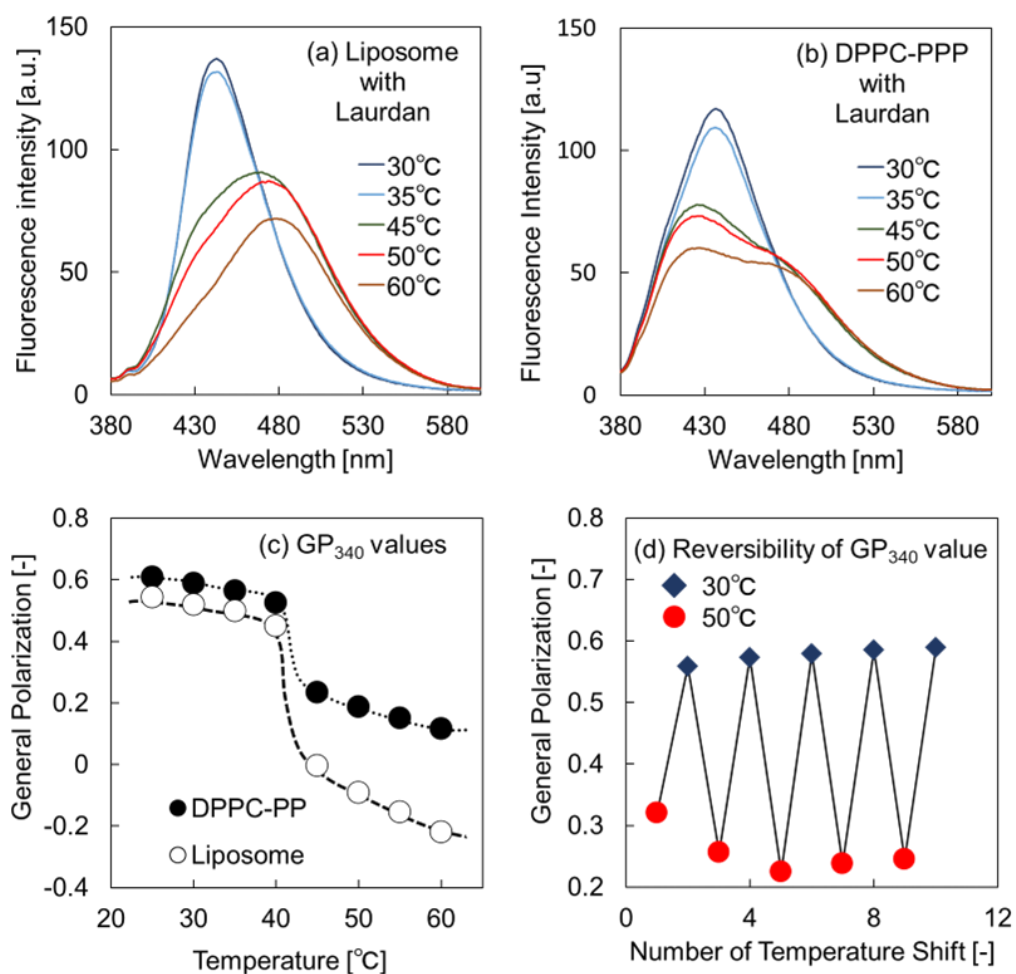 150
100
50
0
Fluorescence intensity [a.u.]
(a) Liposome
with
Laurdan
30℃
35℃
45℃
50℃
60℃
380 430 480 530 580
Wavelength [nm]
150
100
50
0
Fluorescence Intensity [a.u]
(b) DPPC-PPP
with
Laurdan
30℃
35℃
45℃
50℃
60℃
380 430 480 530 580
Wavelength [nm]
0.8
0.6
0.4
0.2
0
-0.2
-0.4
General Polarization [-]
(c) GP340 values
DPPC-PP
Liposome
20 30 40 50 60
Temperature [℃]
0.8
0.7
0.6
0.5
0.4
0.3
0.2
General Polarization [-]
(d) Reversibility of GP340 value
30℃
50℃
0 4 8 12
Number of Temperature Shift [-]